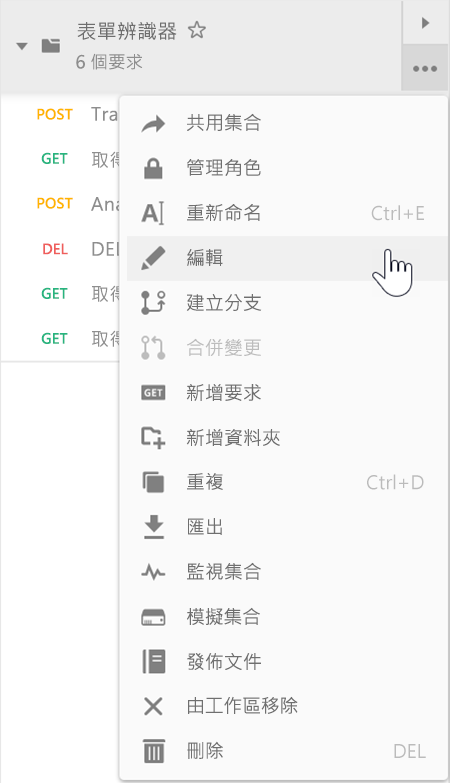 表單辨識器
6 個要求
POST Tra
GET 取得
POST Ana
DEL DEL
GET 取得
GET 取得
共用集合
管理角色
重新命名 Ctrl+E
編輯
建立分支
合併變更
GET 新增要求
新增資料夾
重複 Ctrl+D
匯出
監視集合
模擬集合
發佈文件
由工作區移除
刪除 DEL